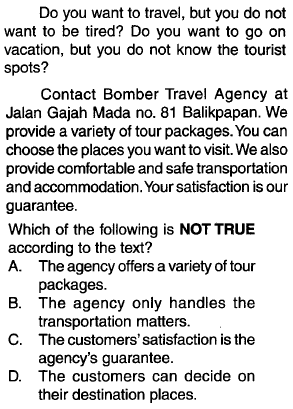 Do you want to travel, but you do not
want to be tired? Do you want to go on
vacation, but you do not know the tourist
spots?
Contact Bomber Travel Agency at
Jalan Gajah Mada no. 81 Balikpapan. We
provide a variety of tour packages. You can
choose the places you want to visit. We also
provide comfortable and safe transportation
and accommodation. Your satisfaction is our
guarantee.
Which of the following is NOT TRUE
according to the text?
A. The agency offers a variety of tour
packages.
B. The agency only handles the
transportation matters.
C. The customers' satisfaction is the
agency's guarantee.
D. The customers can decide on
their destination places.